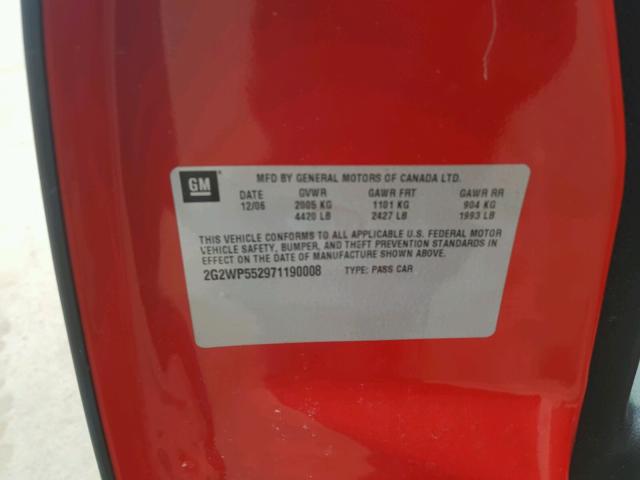 GM
MFD BY GENERAL MOTORS OF CANADA LTD.
DATE GVWR GAWR FRT GAWR RR
12/06 2005 KG 1101 KG 904 KG
4420 LB 2427 LB 1993 LB
THIS VEHICLE CONFORMS TO ALL APPLICABLE U.S. FEDERAL MOTOR
VEHICLE SAFETY, BUMPER, AND THEFT PREVENTION STANDARDS IN
EFFECT ON THE DATE OF MANUFACTURE SHOWN ABOVE.
2G2WP552971190008 TYPE: PASS CAR